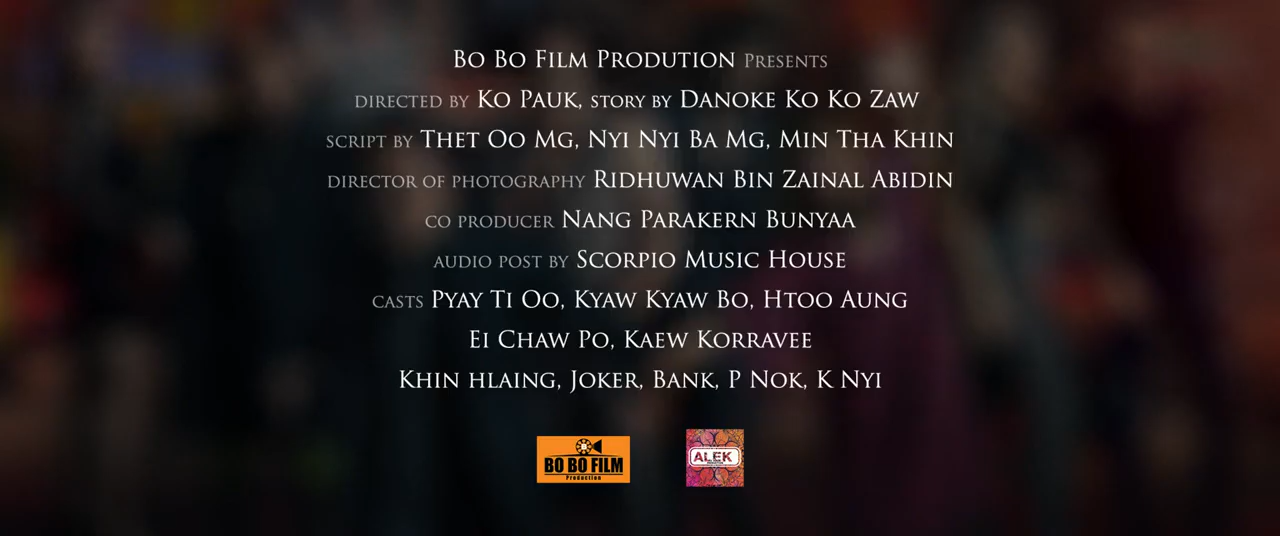 Bo Bo Film Prodution Presents
directed by Ko Pauk, story by Danoke Ko Ko Zaw
script by Thet Oo Mg, Nyi Nyi Ba Mg, Min Tha Khin
director of photography Ridhuwan Bin Zainal Abidin
co producer Nang Parakern Bunyaa
audio post by Scorpio Music House
casts Pyay Ti Oo, Kyaw Kyaw Bo, Htoo Aung
Ei Chaw Po, Kaew Korravee
Khin hlaing, Joker, Bank, P Nok, K Nyi
BO BO FILM
Production
ALEK